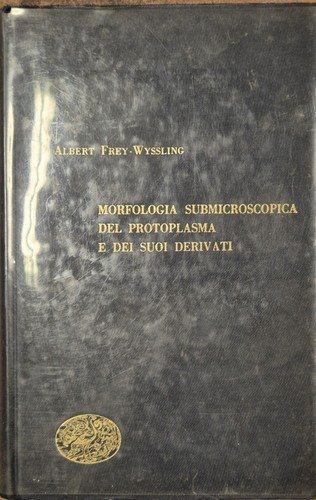 ALBERT FREY-WYSSLING
MORFOLOGIA SUBMICROSCOPICA
DEL PROTOPLASMA
E DEI SUOI DERIVATI